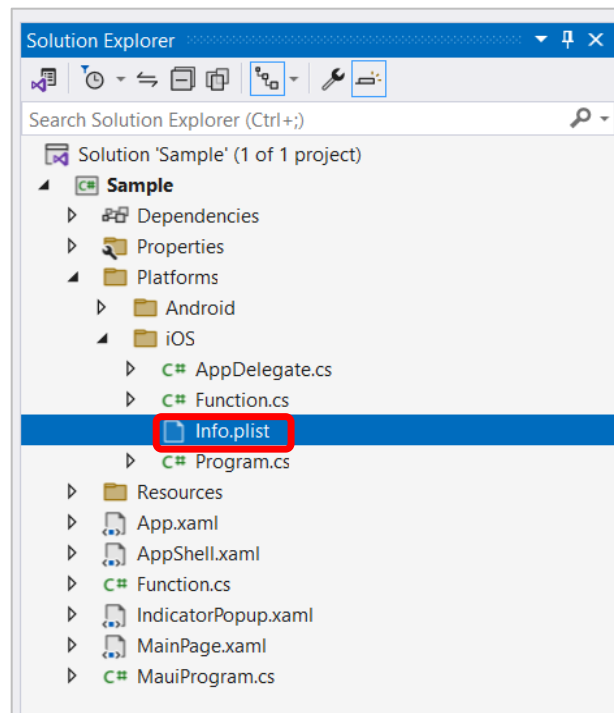 Solution Explorer
Search Solution Explorer (Ctrl+;)
Solution 'Sample' (1 of 1 project)
C# Sample
Dependencies
Properties
Platforms
Android
iOS
C# AppDelegate.cs
C# Function.cs
Info.plist
C# Program.cs
Resources
App.xaml
AppShell.xaml
C# Function.cs
IndicatorPopup.xaml
MainPage.xaml
C# MauiProgram.cs